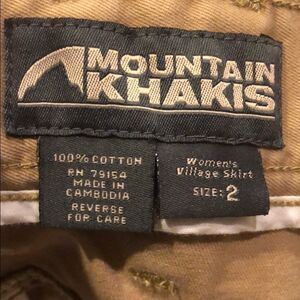 MOUNTAIN
KHAKIS
100% COTTON
RN 79154
MADE IN
CAMBODIA
REVERSE
FOR CARE
Women's
Village Skirt
SIZE: 2